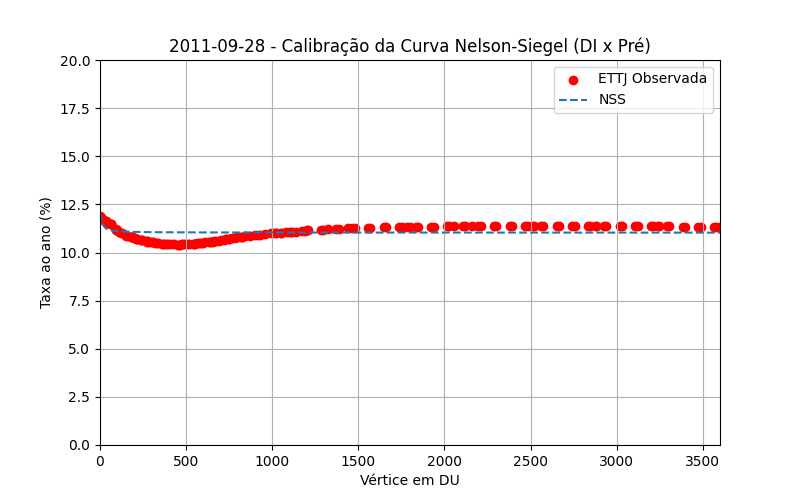 2011-09-28 - Calibração da Curva Nelson-Siegel (DI x Pré)
ETTJ Observada
NSS
Taxa ao ano (%)
20.0
17.5
15.0
12.5
10.0
7.5
5.0
2.5
0.0
0 500 1000 1500 2000 2500 3000 3500
Vértice em DU